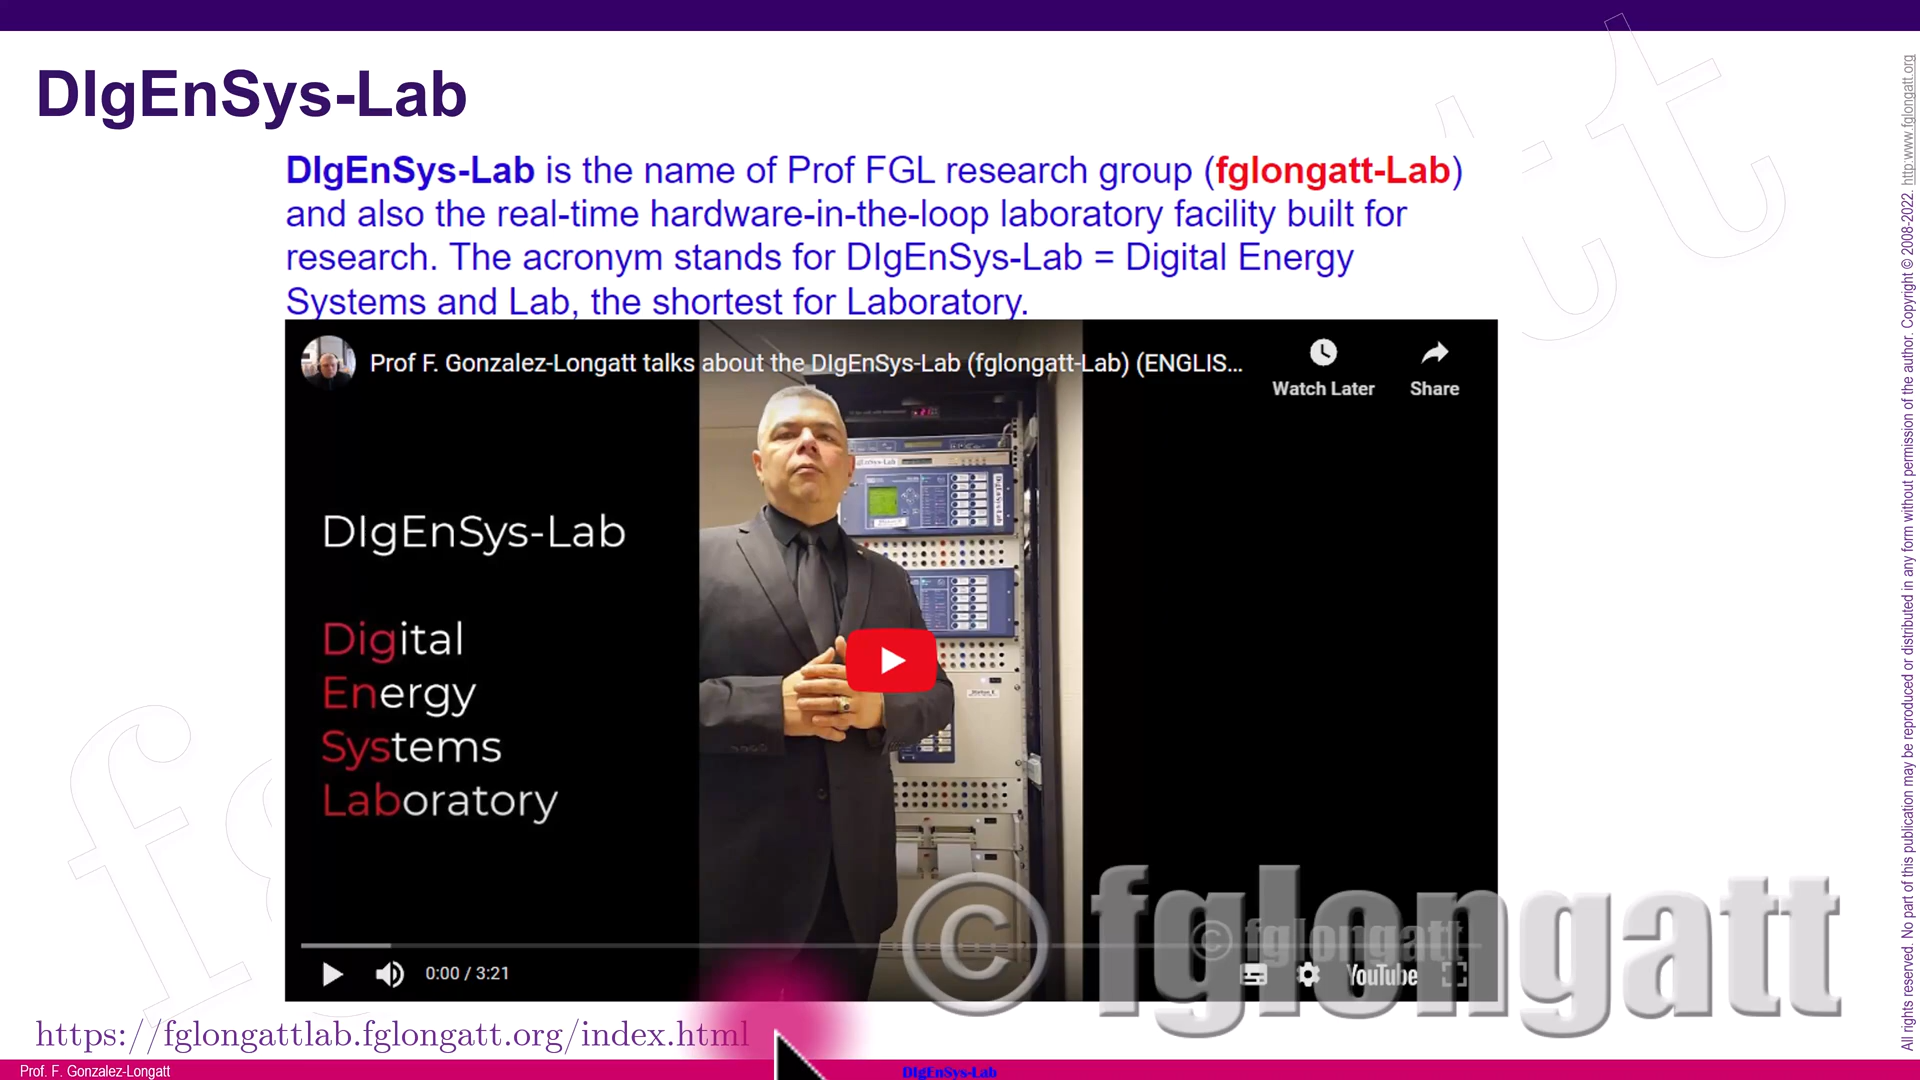 DIgEnSys-Lab
DIgEnSys-Lab is the name of Prof FGL research group (fglongatt-Lab)
and also the real-time hardware-in-the-loop laboratory facility built for
research. The acronym stands for DIgEnSys-Lab = Digital Energy
Systems and Lab, the shortest for Laboratory.
Prof F. Gonzalez-Longatt talks about the DIgEnSys-Lab (fglongatt-Lab) (ENGLIS...
Watch Later
Share
DIgEnSys-Lab
Digital
Energy
Systems
Laboratory
0:00 / 3:21
YouTube
© fglongatt
© fglongatt
https://fglongattlab.fglongatt.org/index.html
Prof. F. Gonzalez-Longatt
DIgEnSys-Lab
All rights reserved. No part of this publication may be reproduced or distributed in any form without permission of the author. Copyright © 2008-2022. http:www.fglongatt.org